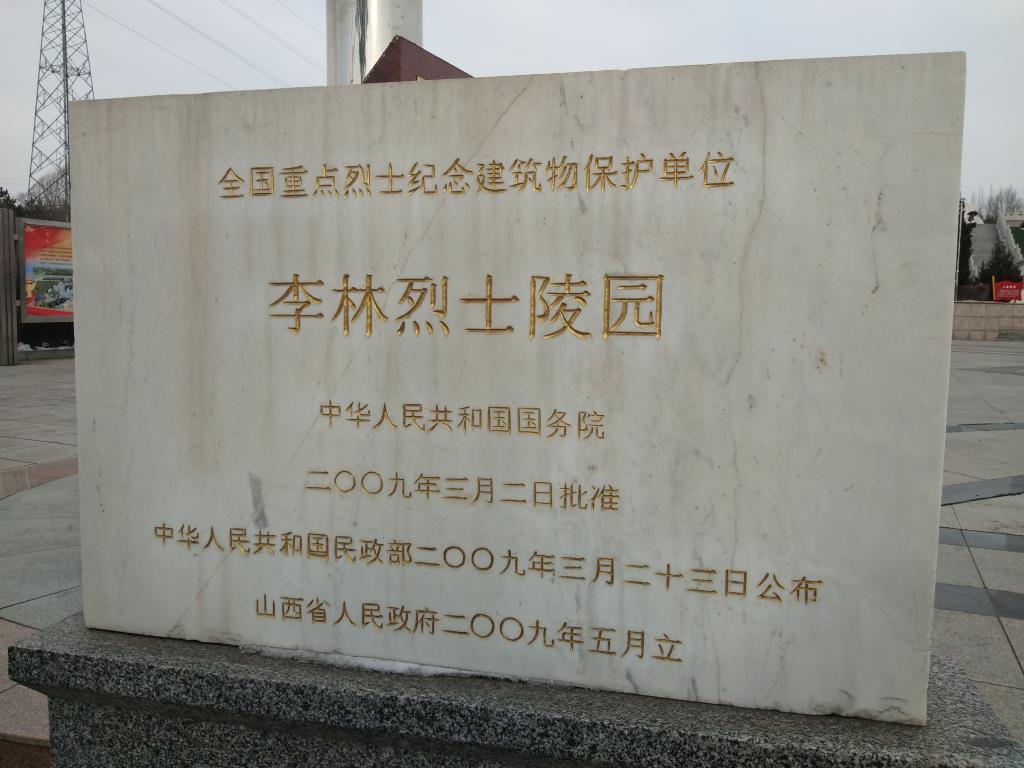 全国重点烈士纪念建筑物保护单位
李林烈士陵园
中华人民共和国国务院
二〇〇九年三月二日批准
中华人民共和国民政部二〇〇九年三月二十三日公布
山西省人民政府二〇〇九年五月立